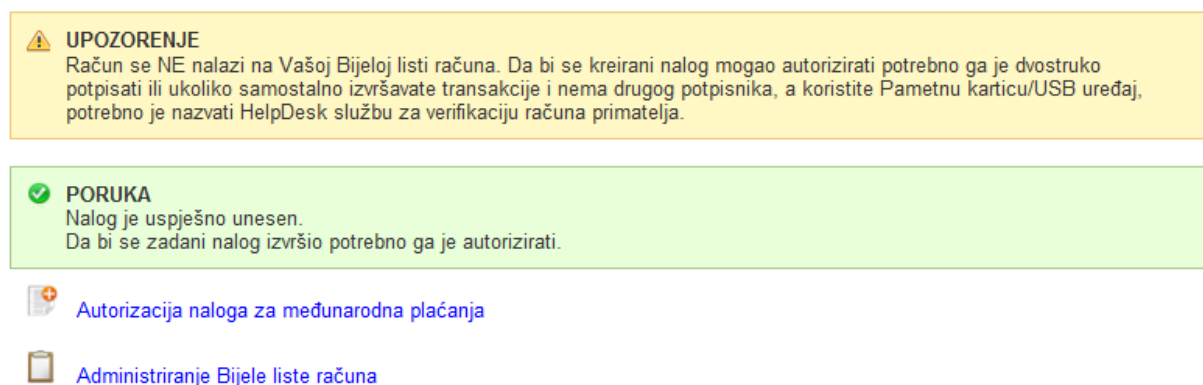 UPOZORENJE
Račun se NE nalazi na Vašoj Bijeloj listi računa. Da bi se kreirani nalog mogao autorizirati potrebno ga je dvostruko
potpisati ili ukoliko samostalno izvršavate transakcije i nema drugog potpisnika, a koristite Pametnu karticu/USB uređaj,
potrebno je nazvati HelpDesk službu za verifikaciju računa primatelja.
PORUKA
Nalog je uspješno unesen.
Da bi se zadani nalog izvršio potrebno ga je autorizirati.
Autorizacija naloga za međunarodna plaćanja
Administriranje Bijele liste računa